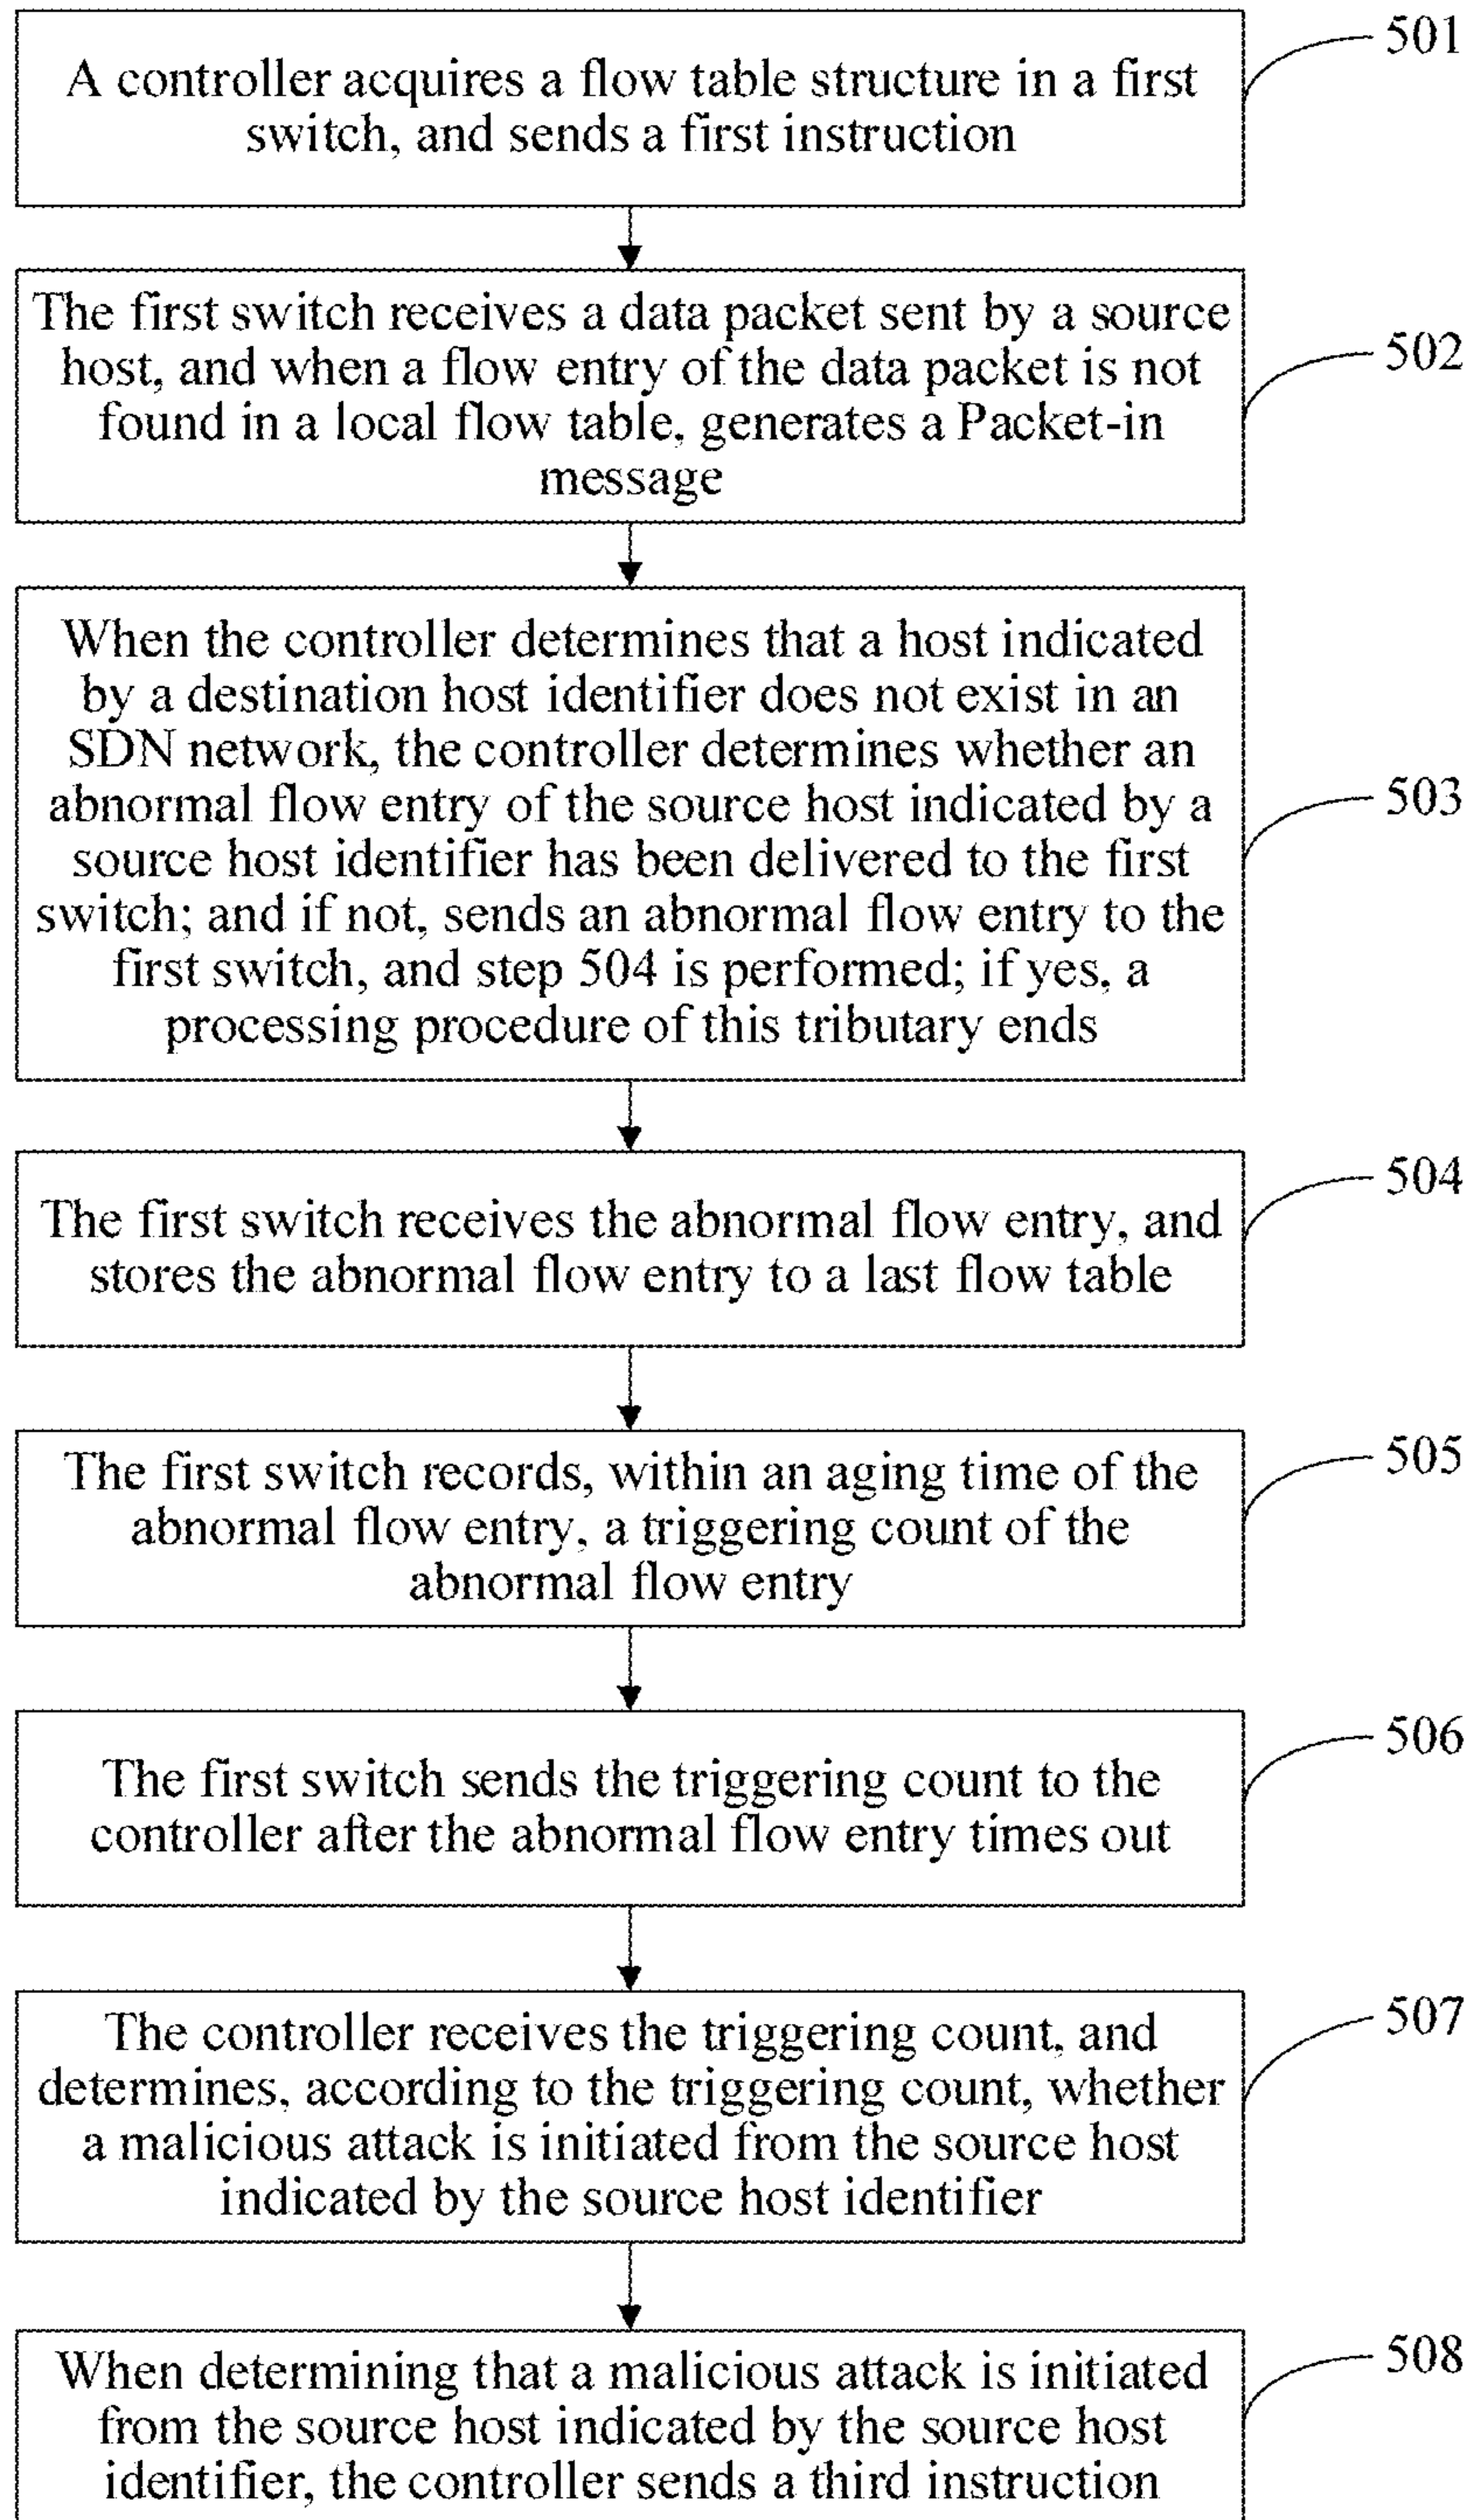 A controller acquires a flow table structure in a first
switch, and sends a first instruction
501
The first switch receives a data packet sent by a source
host, and when a flow entry of the data packet is not
found in a local flow table, generates a Packet-in
message
502
When the controller determines that a host indicated
by a destination host identifier does not exist in an
SDN network, the controller determines whether an
abnormal flow entry of the source host indicated by a
source host identifier has been delivered to the first
switch; and if not, sends an abnormal flow entry to the
first switch, and step 504 is performed; if yes, a
processing procedure of this tributary ends
503
The first switch receives the abnormal flow entry, and
stores the abnormal flow entry to a last flow table
504
The first switch records, within an aging time of the
abnormal flow entry, a triggering count of the
abnormal flow entry
505
The first switch sends the triggering count to the
controller after the abnormal flow entry times out
506
The controller receives the triggering count, and
determines, according to the triggering count, whether
a malicious attack is initiated from the source host
indicated by the source host identifier
507
When determining that a malicious attack is initiated
from the source host indicated by the source host
identifier, the controller sends a third instruction
508